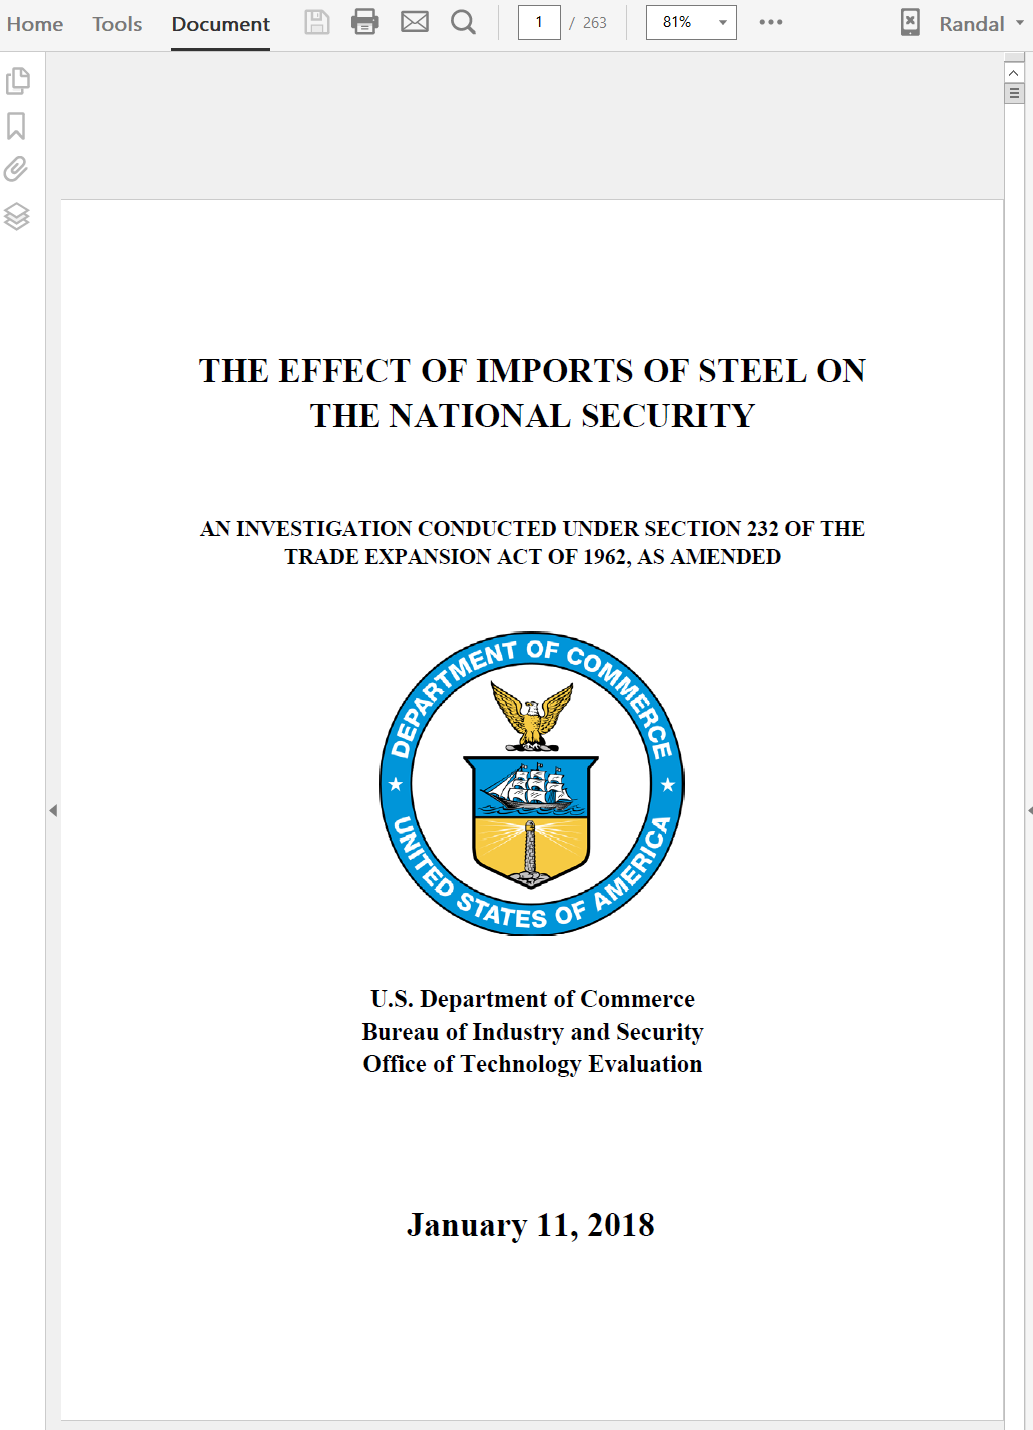 Home Tools Document 1 / 263 81% Randal
THE EFFECT OF IMPORTS OF STEEL ON
THE NATIONAL SECURITY
AN INVESTIGATION CONDUCTED UNDER SECTION 232 OF THE
TRADE EXPANSION ACT OF 1962, AS AMENDED
DEPARTMENT OF COMMERCE
UNITED STATES OF AMERICA
U.S. Department of Commerce
Bureau of Industry and Security
Office of Technology Evaluation
January 11, 2018